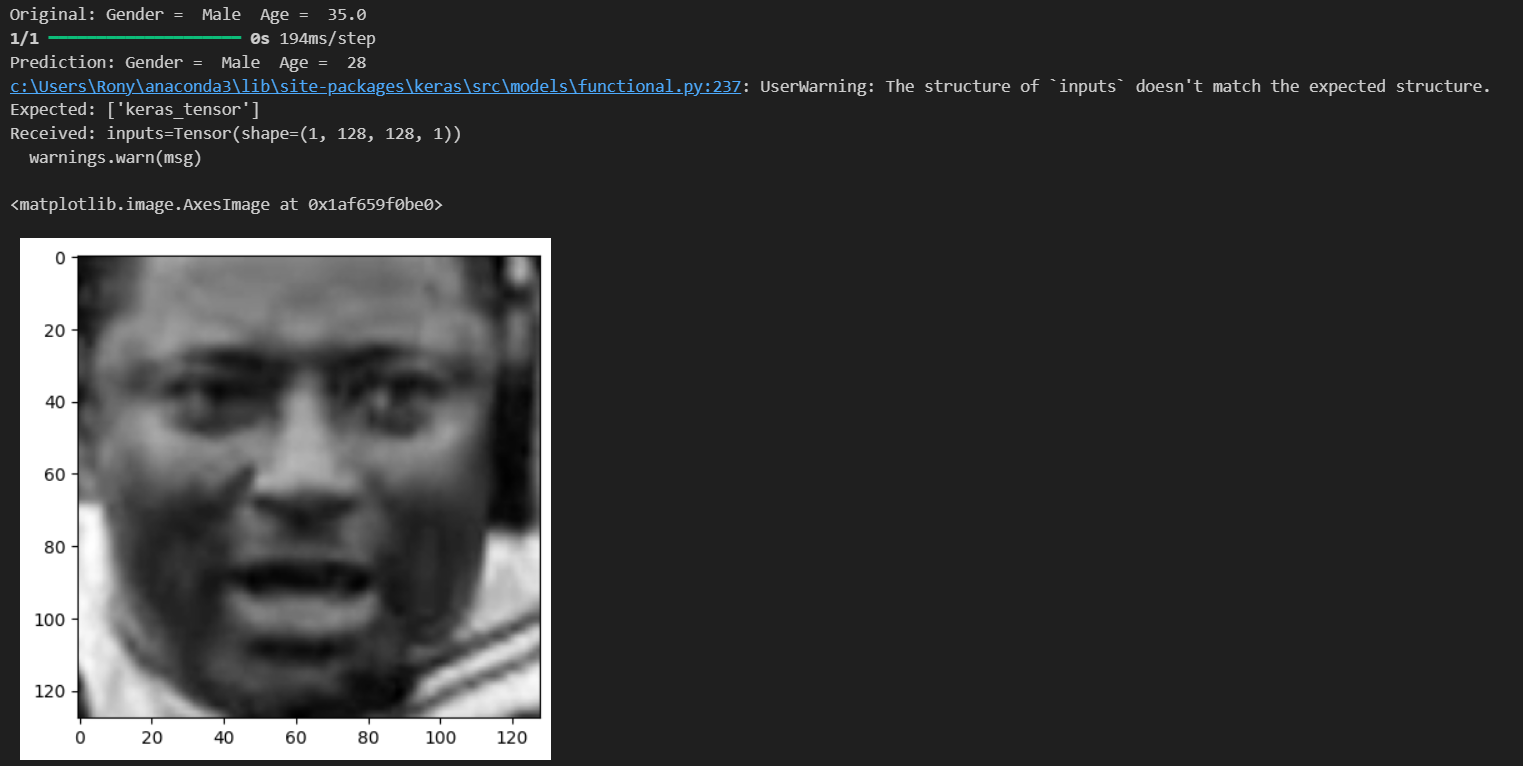 Original: Gender =  Male  Age =  35.0
1/1 ━━━━━━━━━━━━━━━━━━━━ 0s 194ms/step
Prediction: Gender =  Male  Age =  28
c:\Users\Rony\anaconda3\lib\site-packages\keras\src\models\functional.py:237: UserWarning: The structure of `inputs` doesn't match the expected structure.
Expected: ['keras_tensor']
Received: inputs=Tensor(shape=(1, 128, 128, 1))
  warnings.warn(msg)
<matplotlib.image.AxesImage at 0x1af659f0be0>
0
20
40
60
80
100
120
0 20 40 60 80 100 120